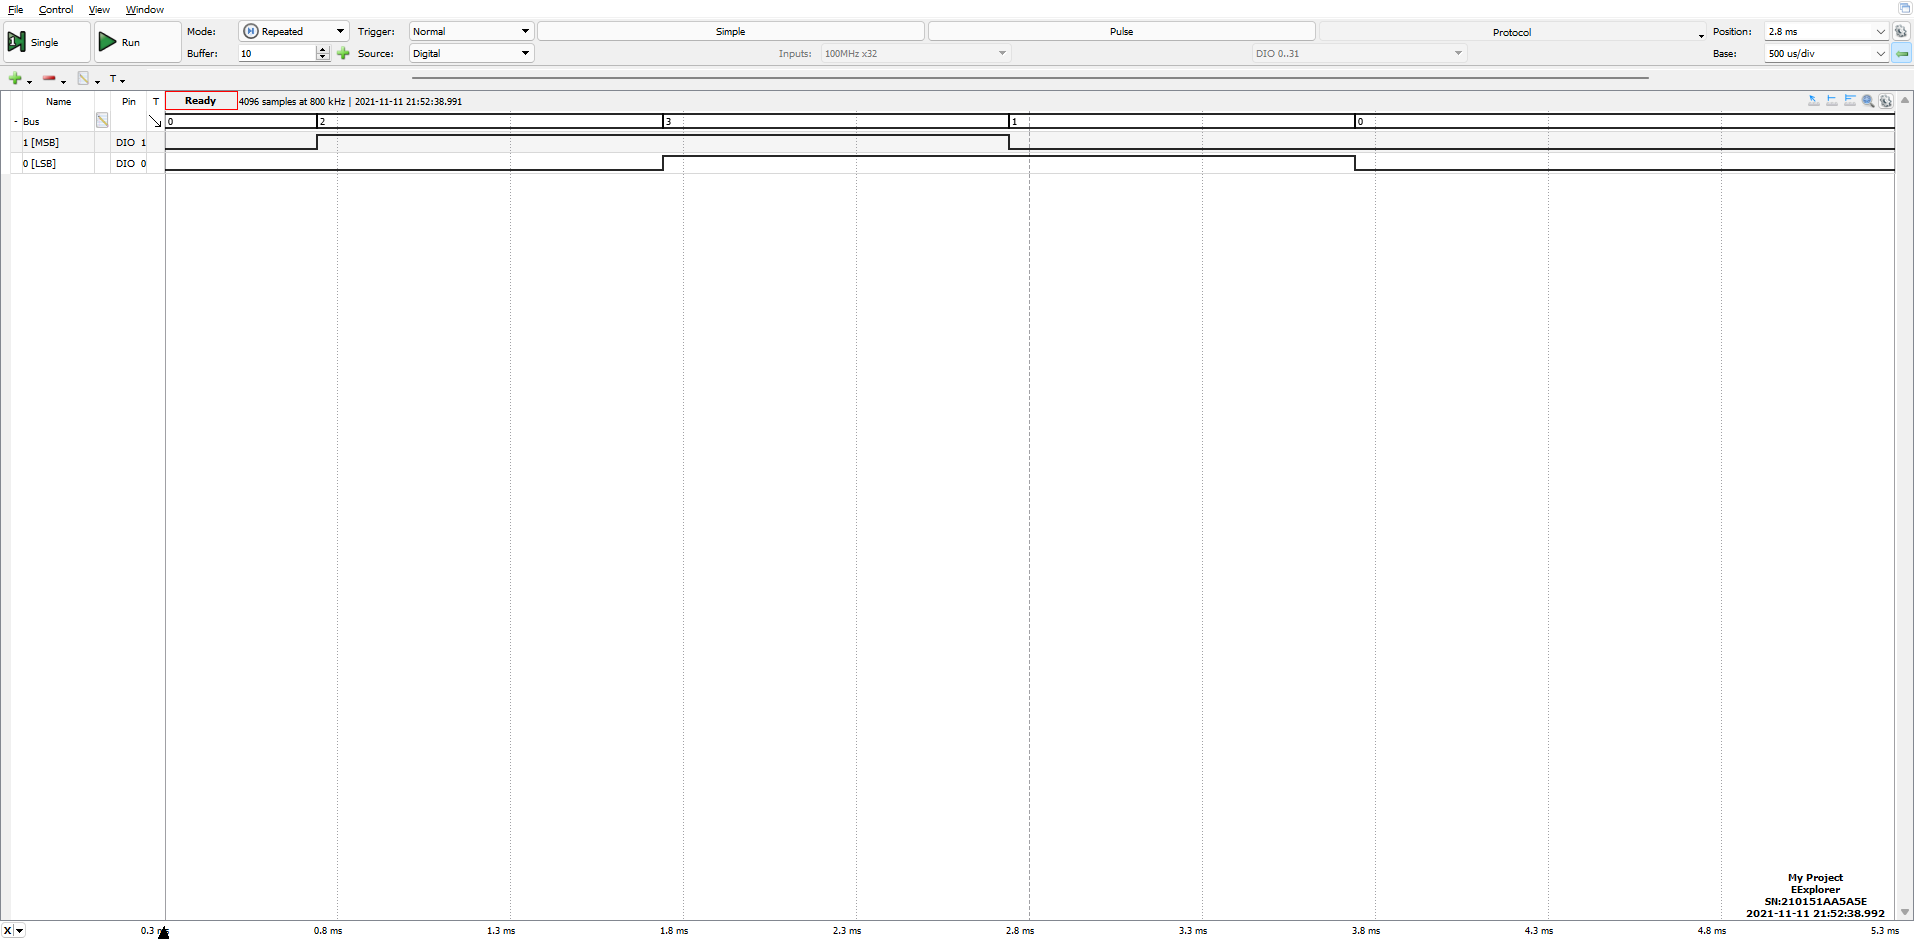 File Control View Window
Single Run Mode: Repeated Trigger: Normal Simple Pulse Protocol Position: 2.8 ms
Buffer: 10 Source: Digital Inputs: 100MHz x32 DIO 0..31 Base: 500 us/div
T
Name Pin T Ready 4096 samples at 800 kHz | 2021-11-11 21:52:38.991
- Bus 0 2 3 1 0
1 [MSB] DIO 1
0 [LSB] DIO 0
My Project
EExplorer
SN:210151AA5A5E
2021-11-11 21:52:38.992
X 0.3 ms 0.8 ms 1.3 ms 1.8 ms 2.3 ms 2.8 ms 3.3 ms 3.8 ms 4.3 ms 4.8 ms 5.3 ms